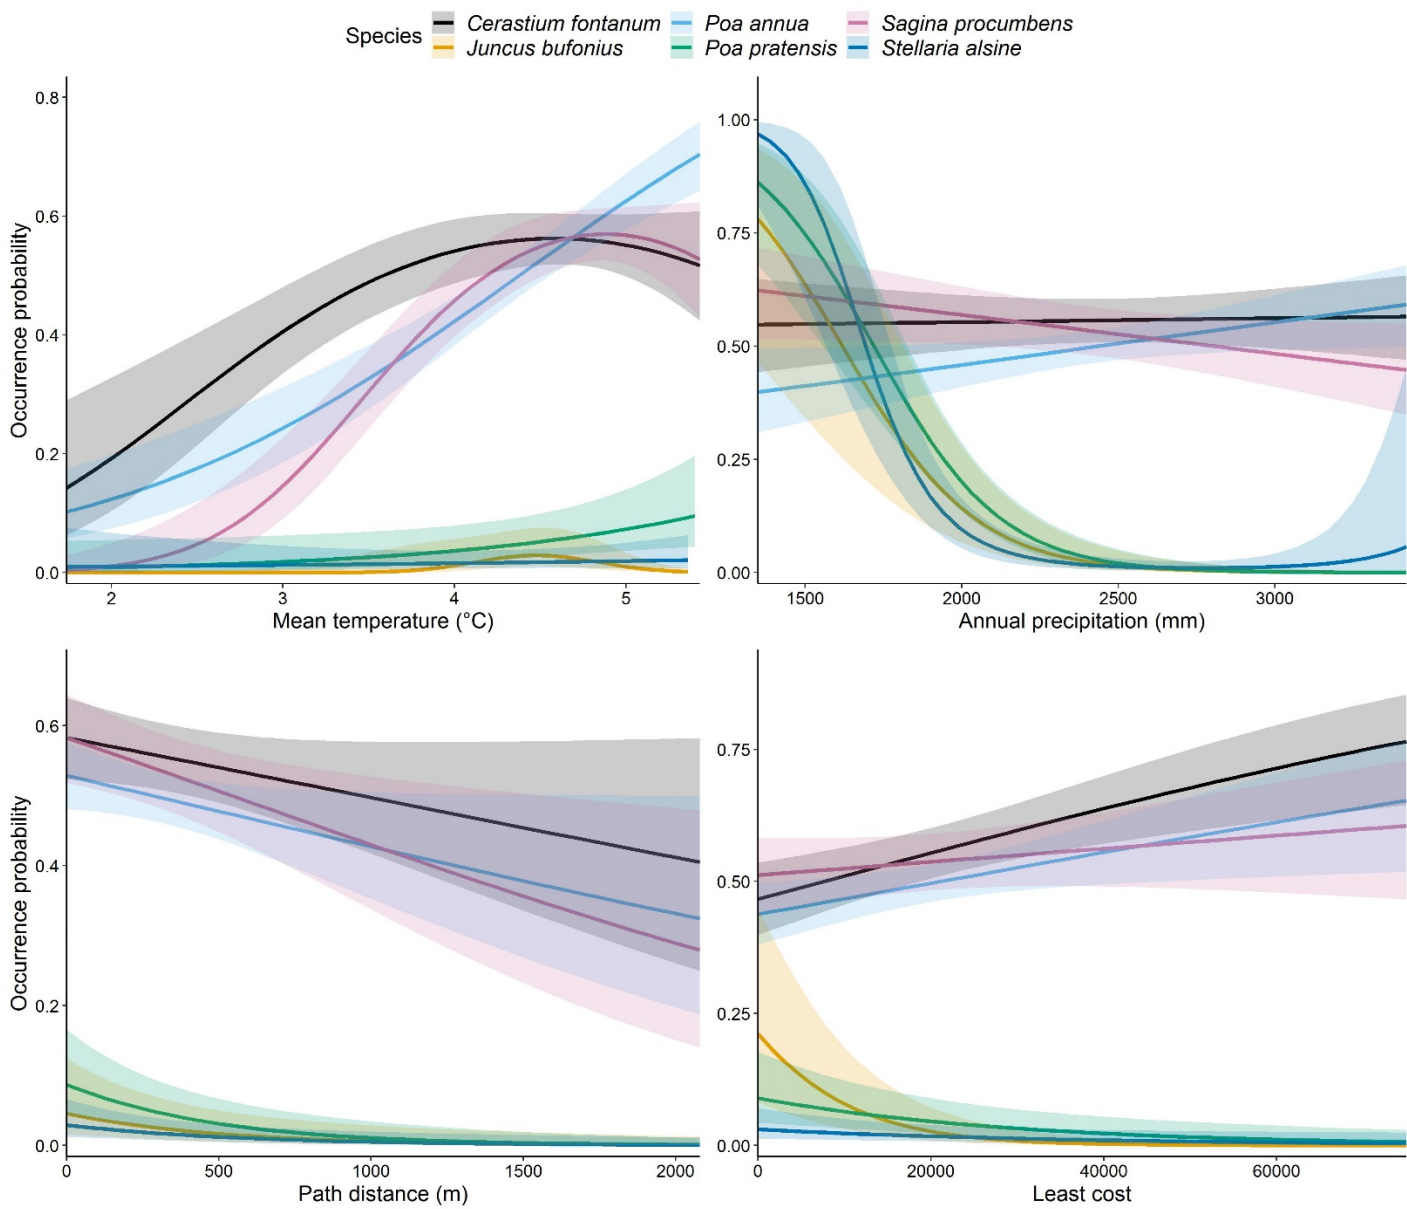 Species Cerastium fontanum Poa annua Sagina procumbens
Juncus bufonius Poa pratensis Stellaria alsine
Occurrence probability
0.8
0.6
0.4
0.2
0.0
2 3 4 5
Mean temperature (°C)
1.00
0.75
0.50
0.25
0.00
1500 2000 2500 3000
Annual precipitation (mm)
Occurrence probability
0.6
0.4
0.2
0.0
0 500 1000 1500 2000
Path distance (m)
0.75
0.50
0.25
0.00
0 20000 40000 60000
Least cost